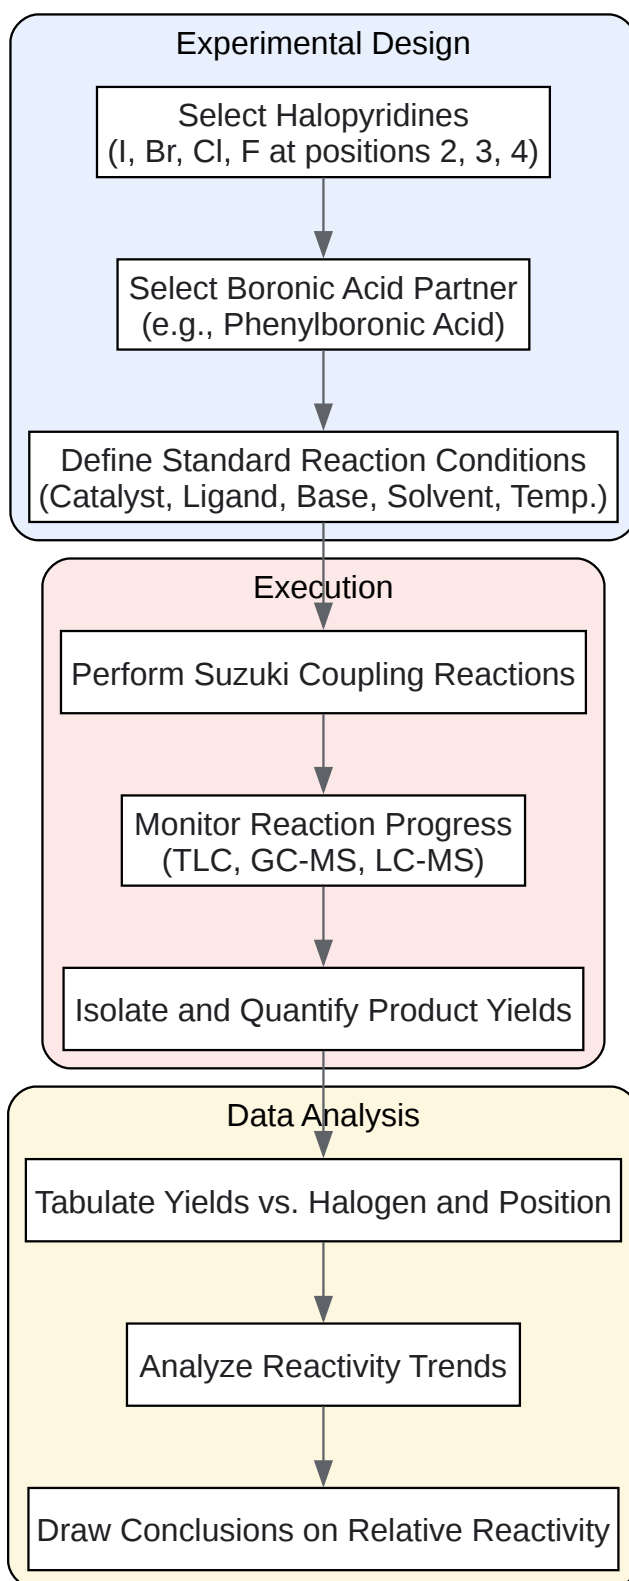 Experimental Design
Select Halopyridines
(I, Br, Cl, F at positions 2, 3, 4)
Select Boronic Acid Partner
(e.g., Phenylboronic Acid)
Define Standard Reaction Conditions
(Catalyst, Ligand, Base, Solvent, Temp.)
Execution
Perform Suzuki Coupling Reactions
Monitor Reaction Progress
(TLC, GC-MS, LC-MS)
Isolate and Quantify Product Yields
Data Analysis
Tabulate Yields vs. Halogen and Position
Analyze Reactivity Trends
Draw Conclusions on Relative Reactivity